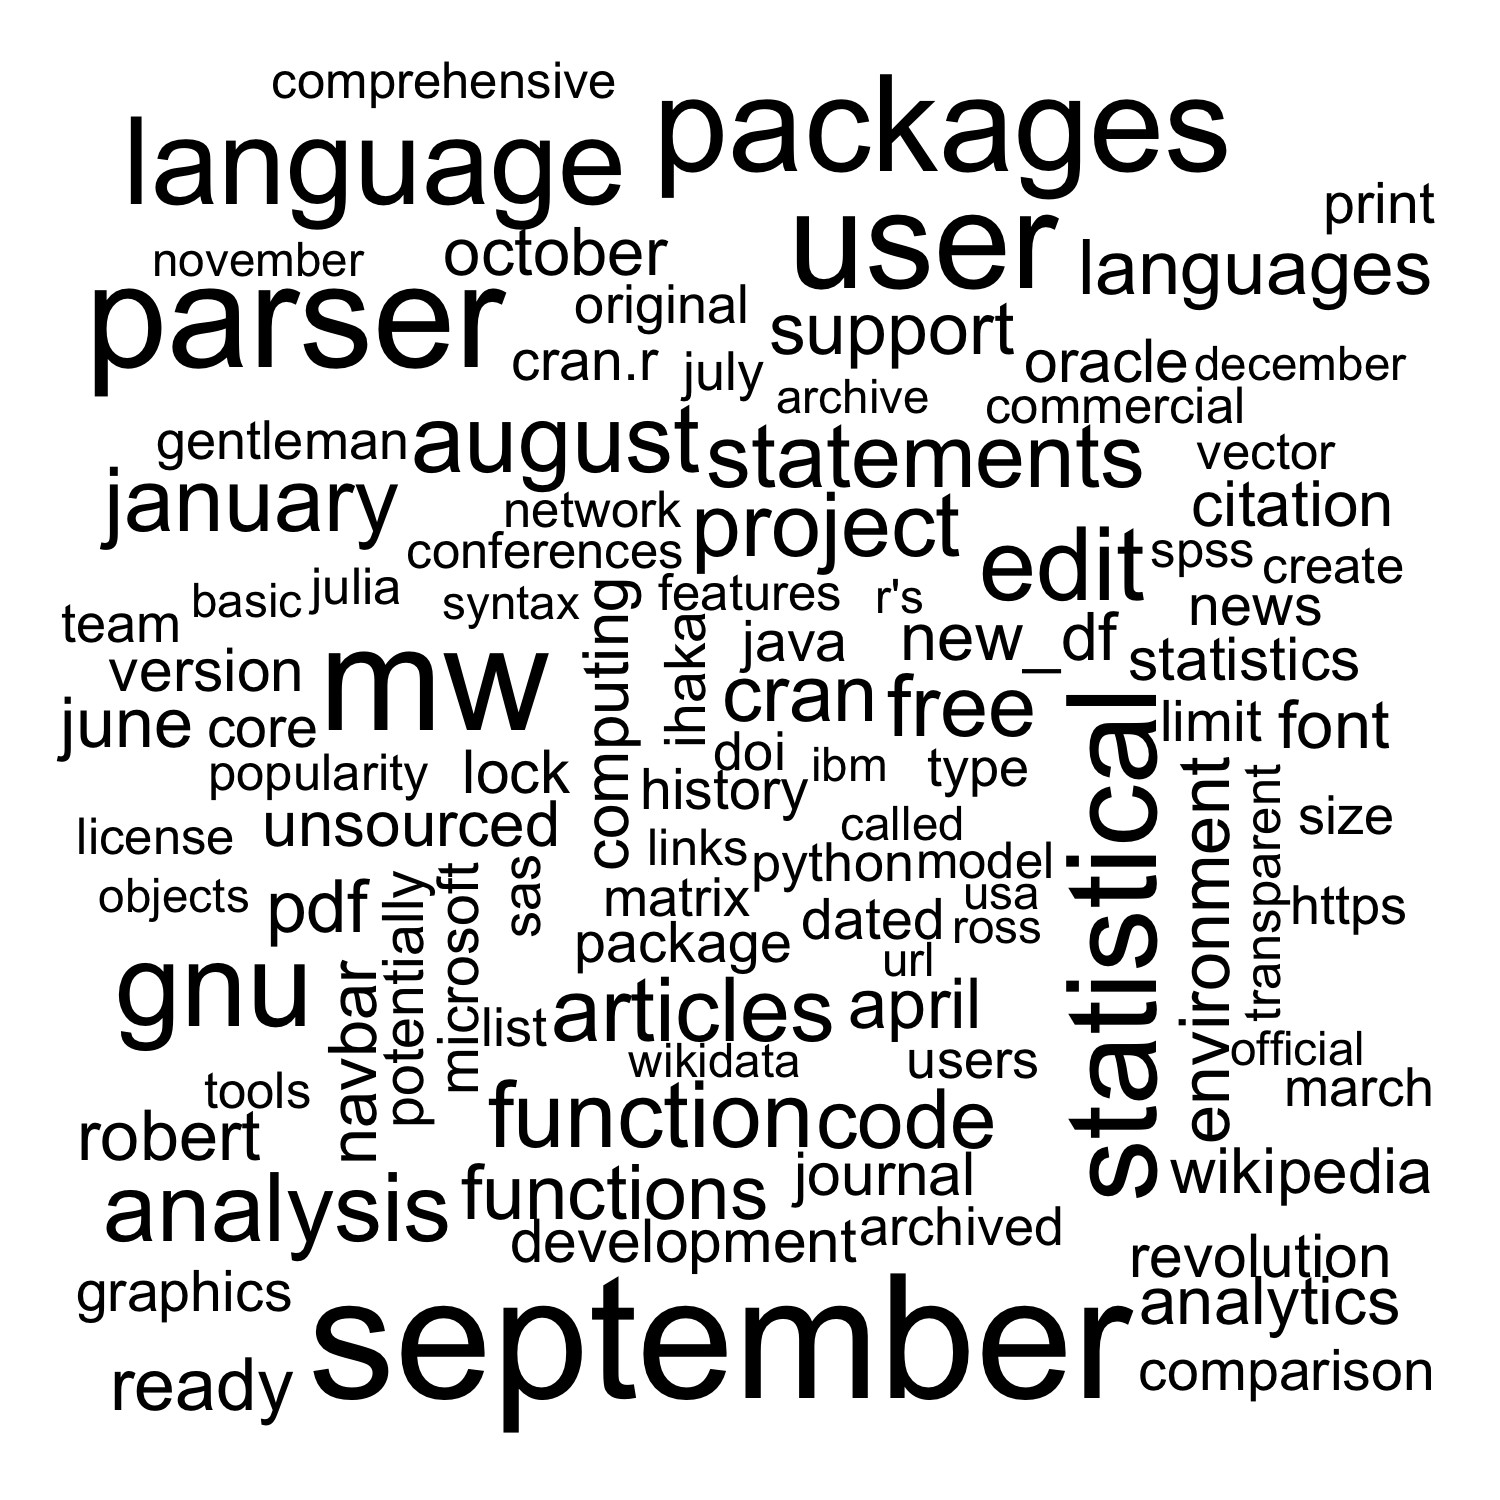 comprehensive
packages
language
print
user
october
november
languages
parser
original
support
cran.r
july
oracle
december
archive
commercial
gentleman
august
statements
vector
january
network
project
citation
conferences
edit
spss
create
basic
julia
syntax
computing
features
r's
news
team
ihaka
java
new_df
statistics
version
mw
cran
free
statistical
june
core
limit
font
popularity
lock
doi
ibm
type
history
environment
transparent
license
unsourced
called
size
links
python
model
objects
pdf
potentially
microsoft
sas
matrix
usa
https
package
dated
ross
url
gnu
navbar
list
articles
april
wikidata
users
official
tools
march
robert
function
code
journal
wikipedia
analysis
functions
development
archived
revolution
graphics
september
analytics
ready
comparison